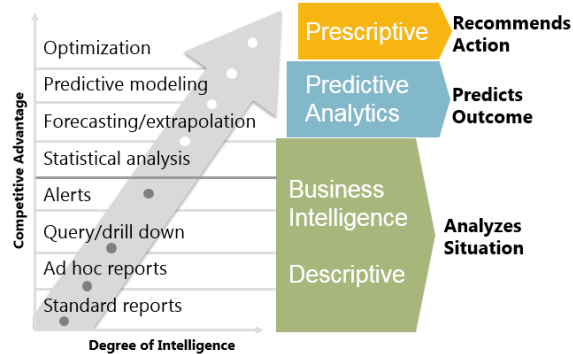 Competitive Advantage
Optimization
Predictive modeling
Forecasting/extrapolation
Statistical analysis
Alerts
Query/drill down
Ad hoc reports
Standard reports
Degree of Intelligence
Prescriptive
Recommends
Action
Predictive
Analytics
Predicts
Outcome
Business
Intelligence
Descriptive
Analyzes
Situation